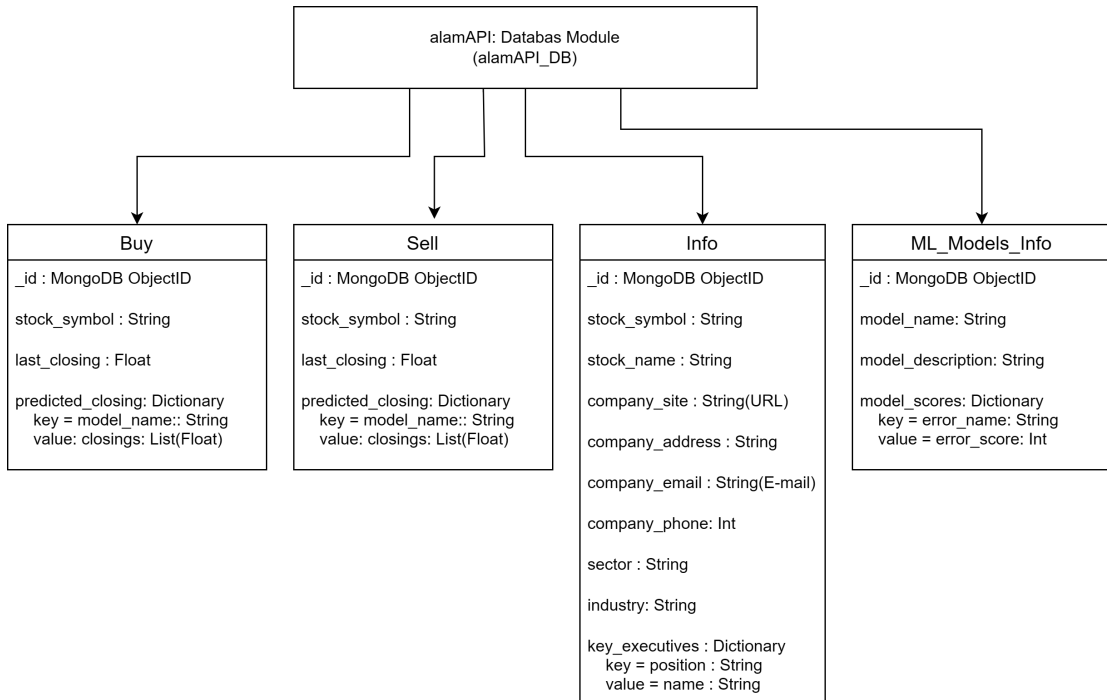 alamAPI: Databas Module
(alamAPI_DB)
Buy
_id : MongoDB ObjectID
stock_symbol : String
last_closing : Float
predicted_closing: Dictionary
key = model_name:: String
value: closings: List(Float)
Sell
_id : MongoDB ObjectID
stock_symbol : String
last_closing : Float
predicted_closing: Dictionary
key = model_name:: String
value: closings: List(Float)
Info
_id : MongoDB ObjectID
stock_symbol : String
stock_name : String
company_site : String(URL)
company_address : String
company_email : String(E-mail)
company_phone: Int
sector : String
industry: String
key_executives : Dictionary
key = position : String
value = name : String
ML_Models_Info
_id : MongoDB ObjectID
model_name: String
model_description: String
model_scores: Dictionary
key = error_name: String
value = error_score: Int